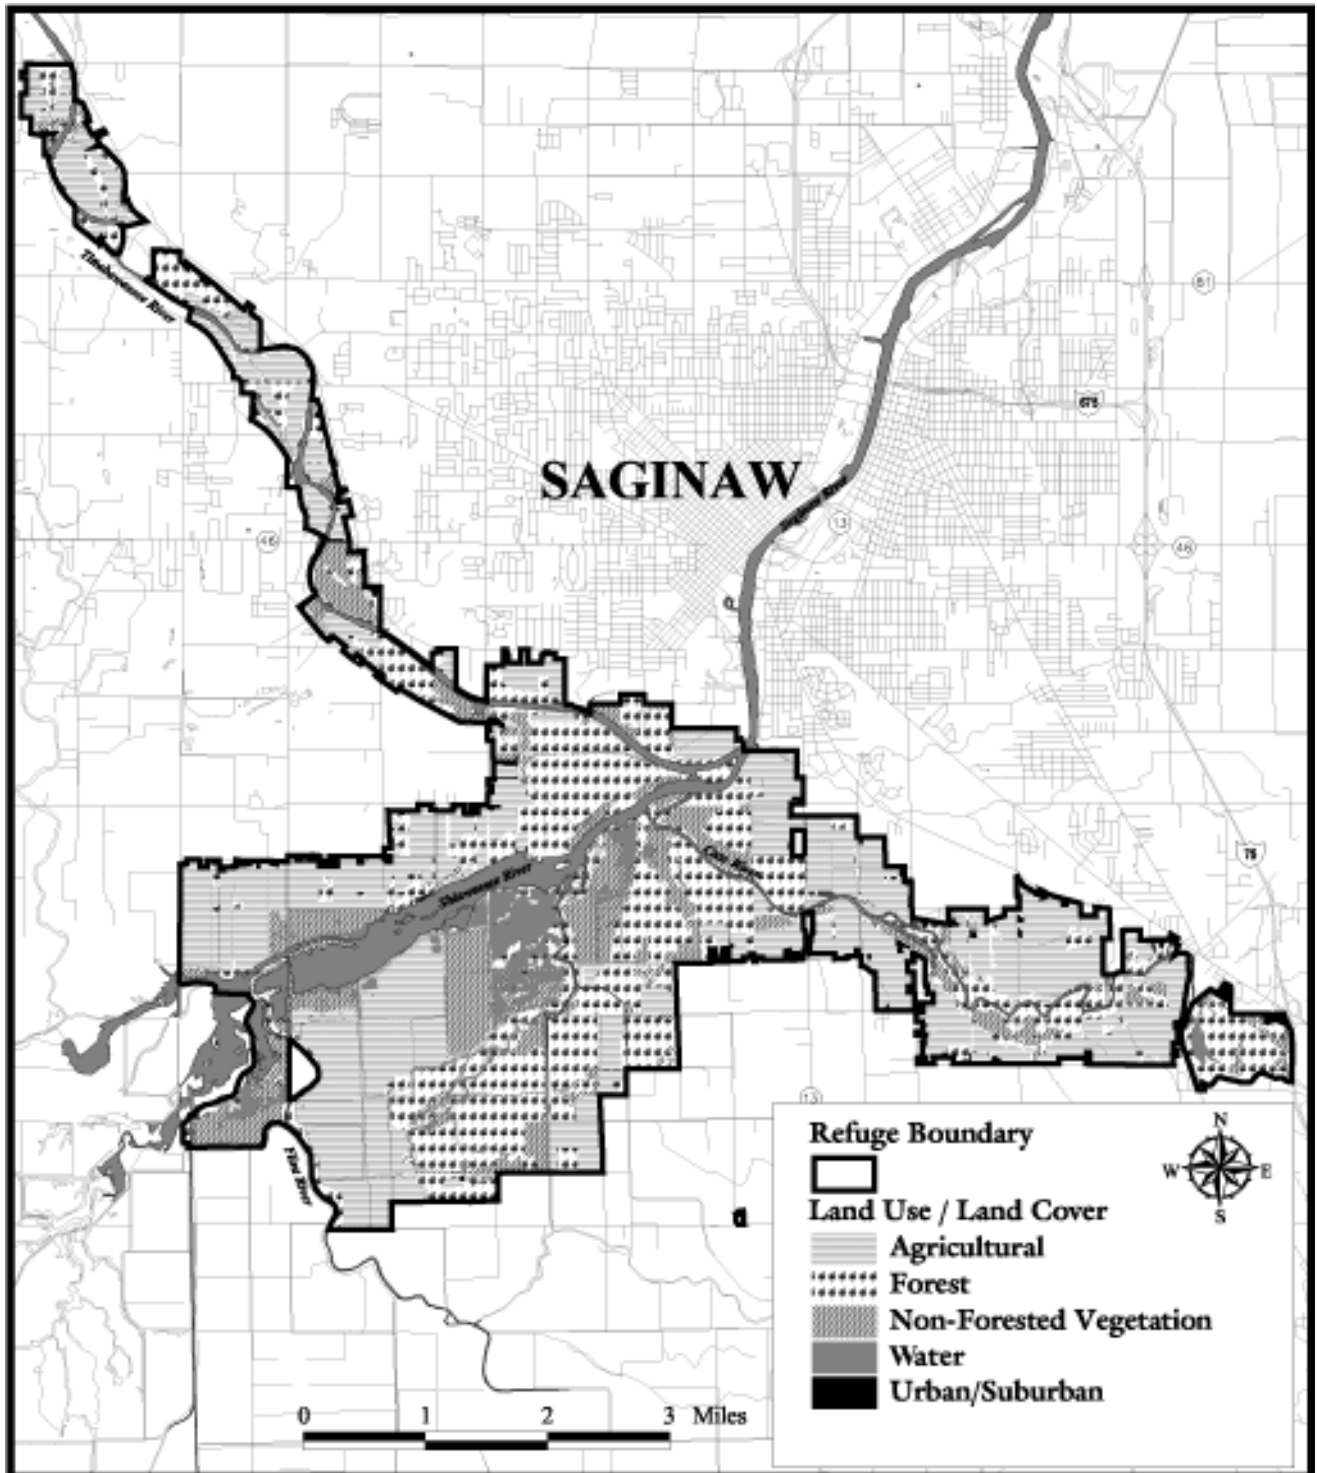 Tittabawassee River
81
675
SAGINAW
Saginaw River
13
46
46
Cass River
75
Shiawassee River
13
Flint River
Refuge Boundary
Land Use / Land Cover
Agricultural
Forest
Non-Forested Vegetation
Water
Urban/Suburban
N
W E
S
0 1 2 3 Miles